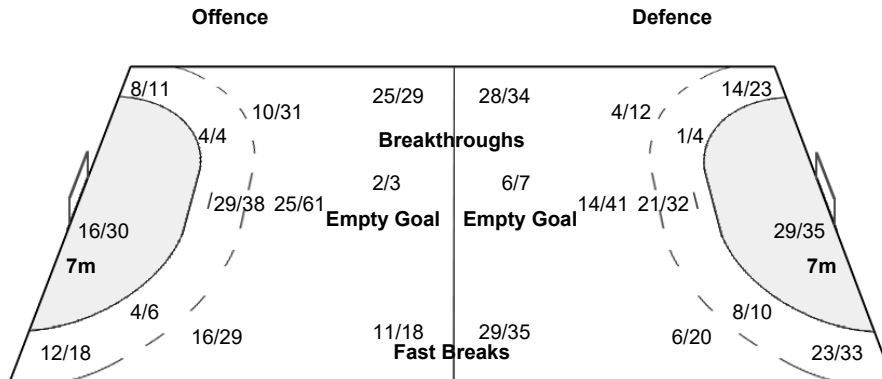 Offence Defence
8/11 25/29 28/34 14/23
10/31 4/12
4/4 Breakthroughs 1/4
2/3 6/7
29/38 25/61 14/41 21/32
Empty Goal Empty Goal
16/30 29/35
7m 7m
4/6 8/10
16/29 11/18 29/35 6/20
12/18 Fast Breaks 23/33